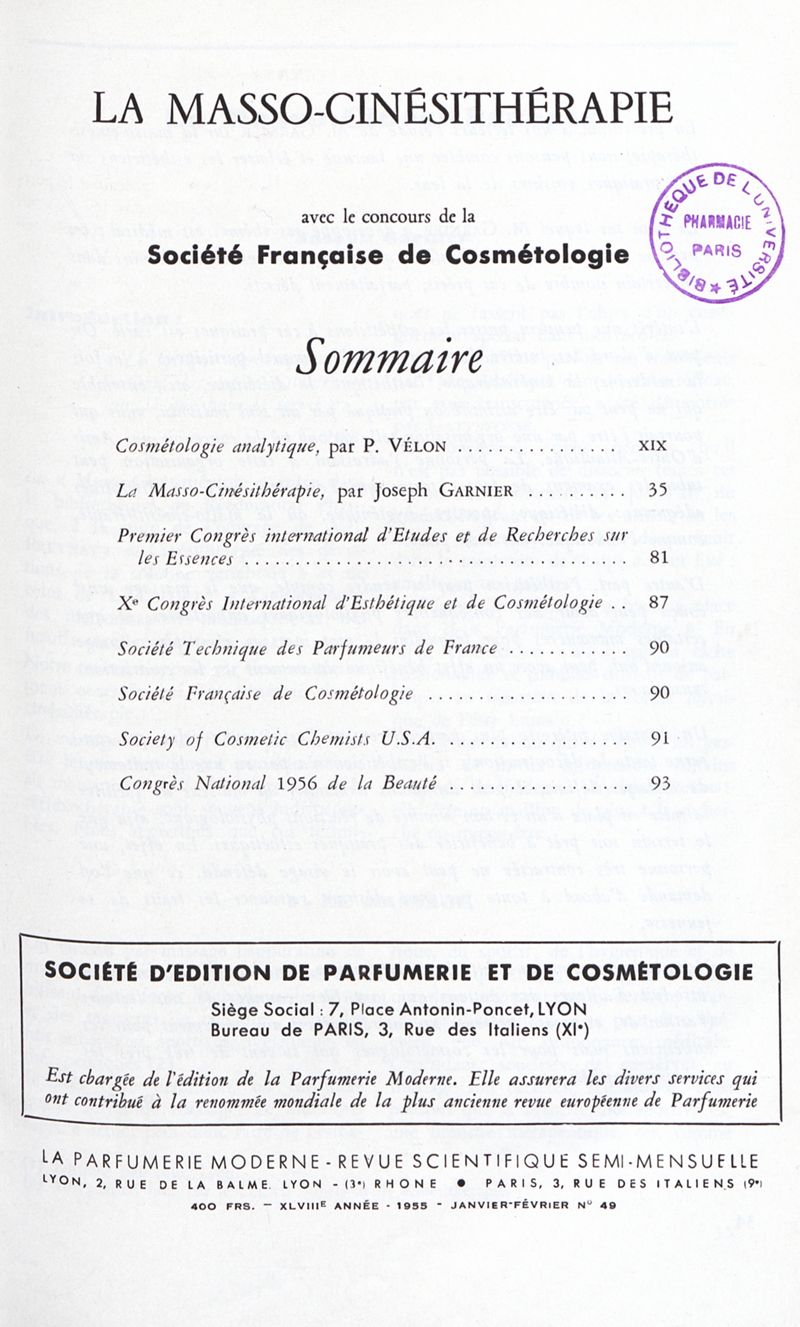 LA MASSO-CINÉSITHÉRAPIE
avec le concours de la
Société Française de Cosmétologie
BIBLIOTHÈQUE DE L'UNIVERSITÉ
PHARMACIE
PARIS
Sommaire
Cosmétologie analytique, par P. VÉLON ................ XIX
La Masso-Cinésithérapie, par Joseph GARNIER .......... 35
Premier Congrès international d'Etudes et de Recherches sur
les Essences ...................................... 81
Xe Congrès International d'Esthétique et de Cosmétologie .. 87
Société Technique des Parfumeurs de France ............ 90
Société Française de Cosmétologie .................... 90
Society of Cosmetic Chemists U.S.A. .................. 91
Congrès National 1956 de la Beauté .................. 93
SOCIÉTÉ D'EDITION DE PARFUMERIE ET DE COSMÉTOLOGIE
Siège Social : 7, Place Antonin-Poncet, LYON
Bureau de PARIS, 3, Rue des Italiens (XIe)
Est chargée de l'édition de la Parfumerie Moderne. Elle assurera les divers services qui
ont contribué à la renommée mondiale de la plus ancienne revue européenne de Parfumerie
LA PARFUMERIE MODERNE - REVUE SCIENTIFIQUE SEMI-MENSUELLE
LYON, 2, RUE DE LA BALME. LYON - (3e) RHONE ● PARIS, 3, RUE DES ITALIENS (9e)
400 FRS. — XLVIIIE ANNÉE - 1955 - JANVIER-FÉVRIER No 49